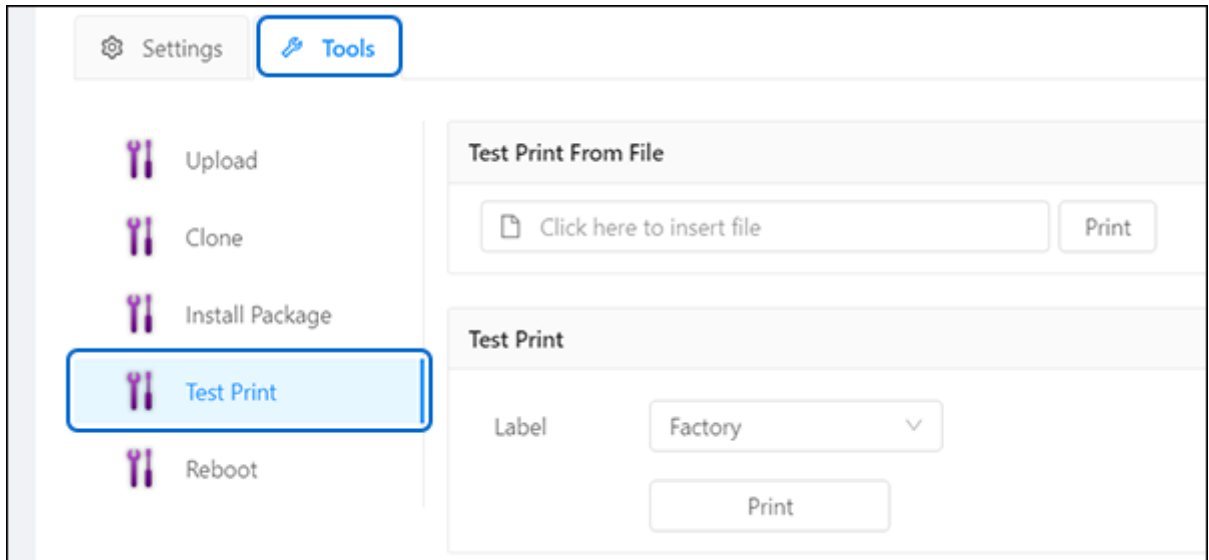 Settings
Tools
Upload
Clone
Install Package
Test Print
Reboot
Test Print From File
Click here to insert file
Print
Test Print
Label
Factory
Print